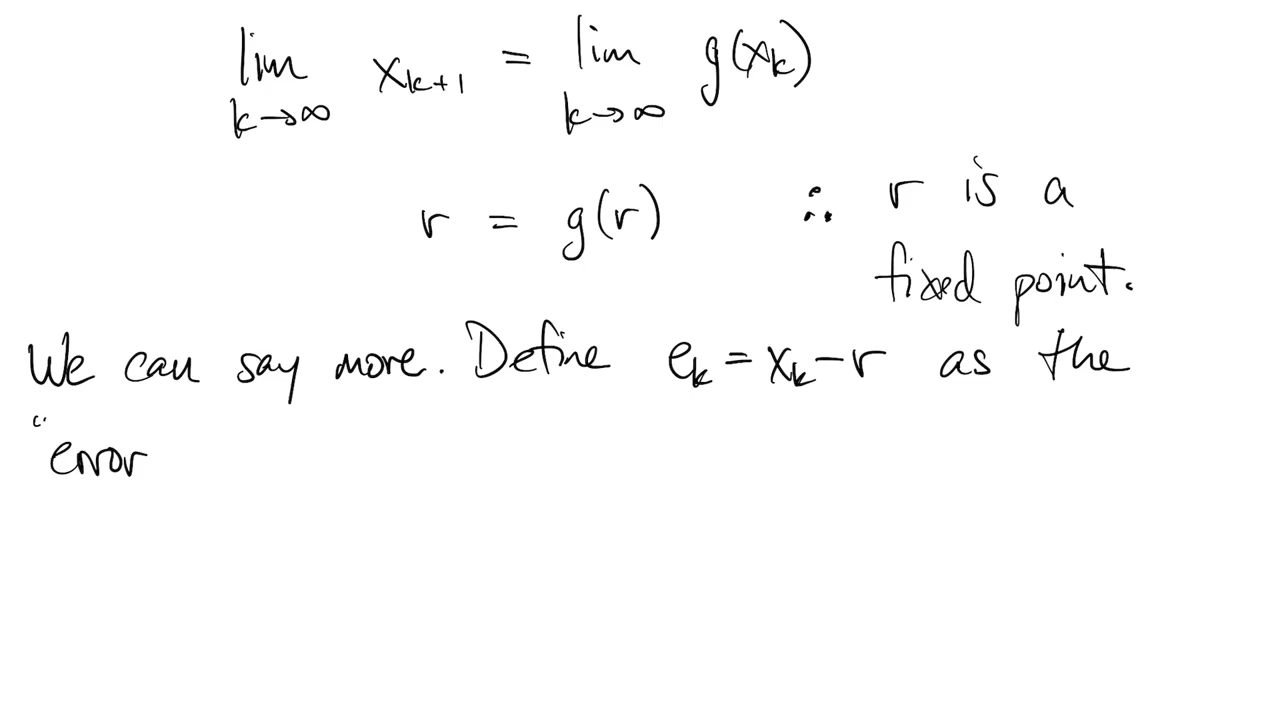 lim x_{k+1} = lim g(x_k)
k→∞ k→∞
r = g(r) ∴ r is a
fixed point.
We can say more. Define e_k = x_k − r as the
"
error